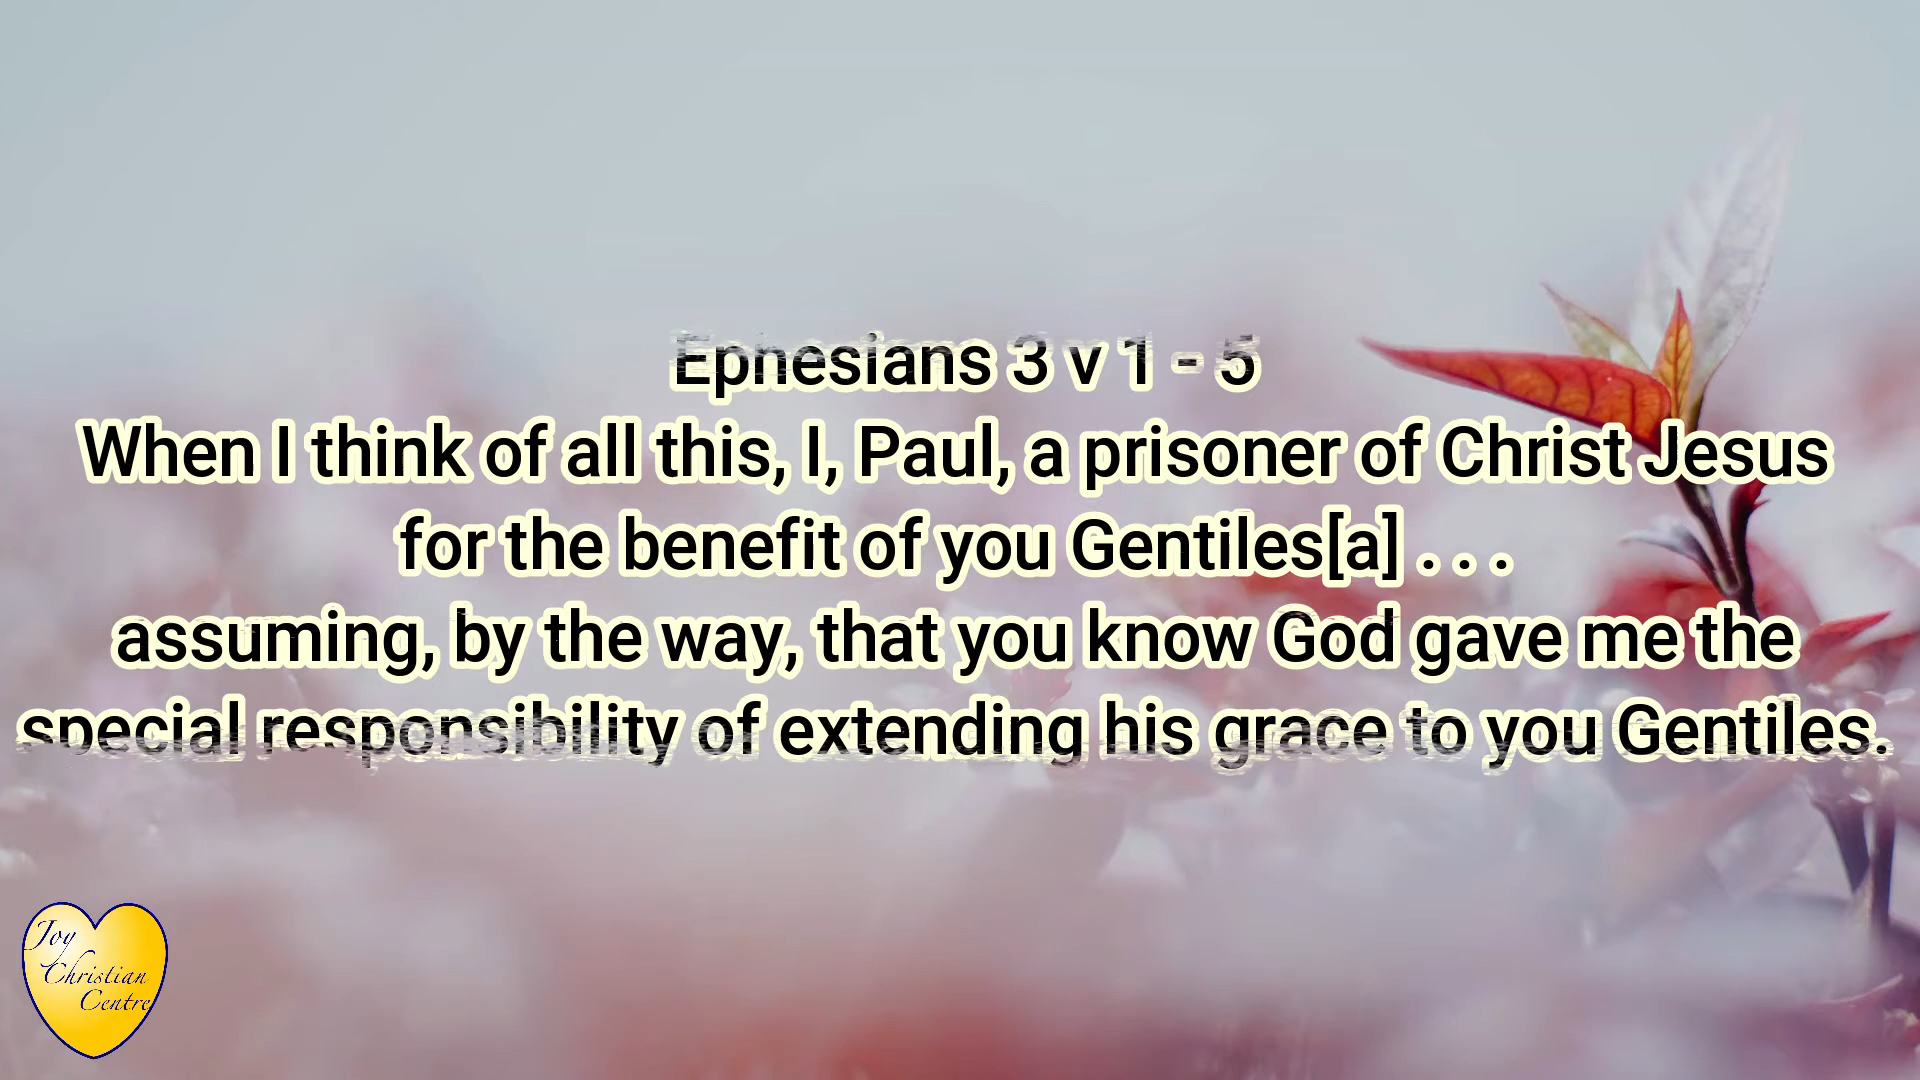 Ephesians 3 v 1 - 5
When I think of all this, I, Paul, a prisoner of Christ Jesus
for the benefit of you Gentiles[a] . . .
assuming, by the way, that you know God gave me the
special responsibility of extending his grace to you Gentiles.
Joy
Christian
Centre